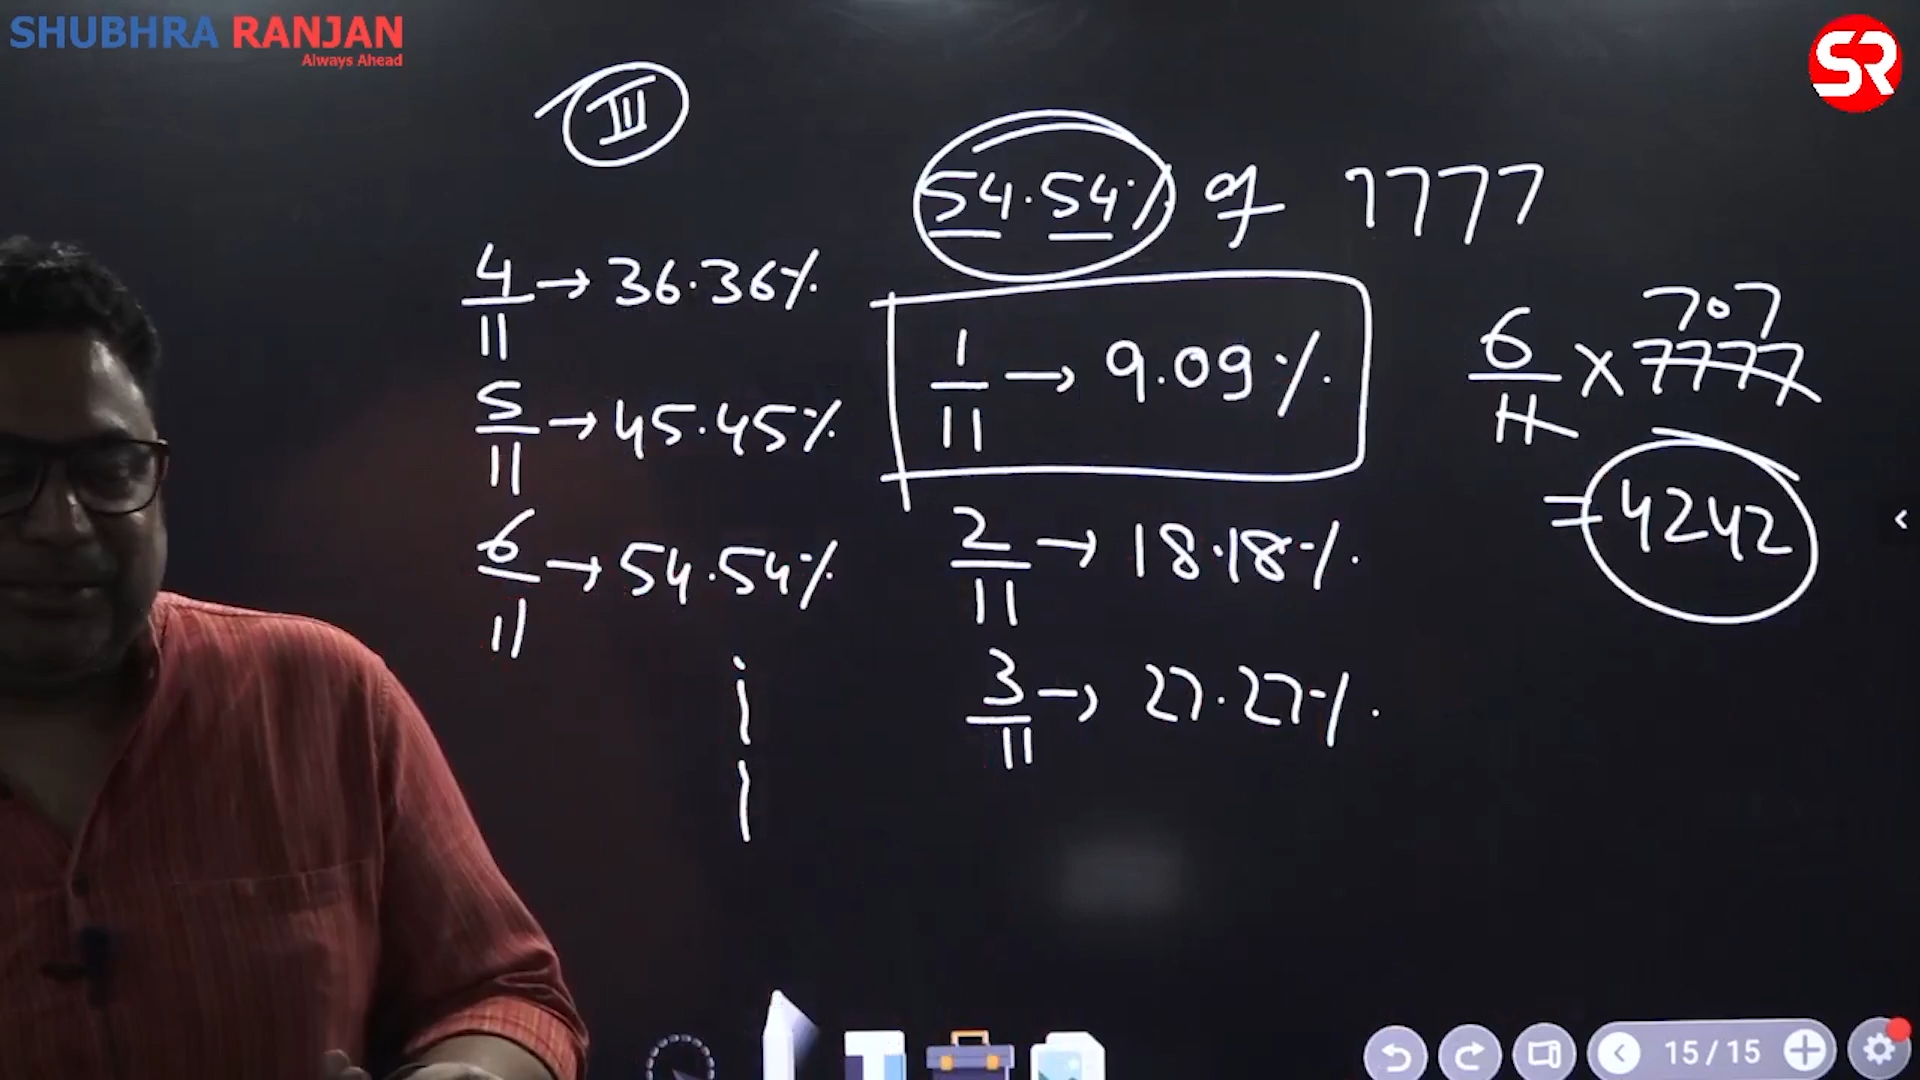 SHUBHRA RANJAN
Always Ahead
SR
III
54.54% of 7777
4/11 → 36.36%
5/11 → 45.45%
6/11 → 54.54%
1/11 → 9.09%
2/11 → 18.18%
3/11 → 27.27%
707
6/11 × 7777
= 4242
15/15